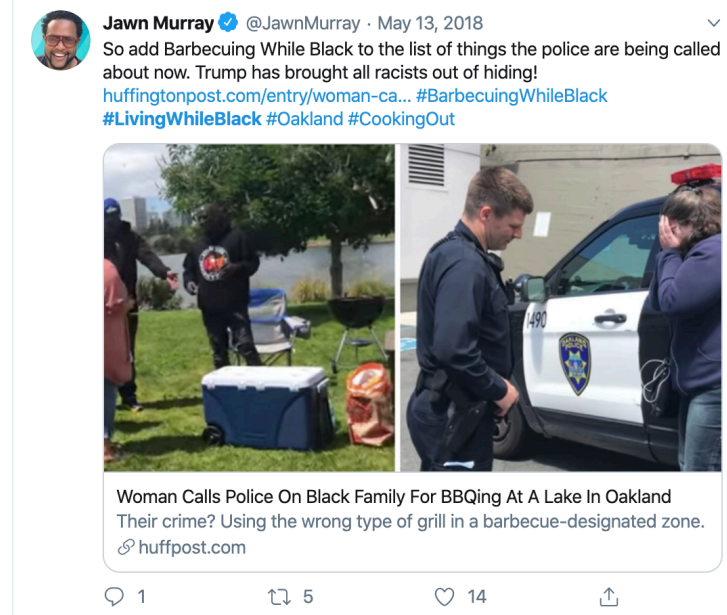 Jawn Murray @JawnMurray · May 13, 2018
So add Barbecuing While Black to the list of things the police are being called
about now. Trump has brought all racists out of hiding!
huffingtonpost.com/entry/woman-ca... #BarbecuingWhileBlack
#LivingWhileBlack #Oakland #CookingOut
1490
OAKLAND
POLICE
Woman Calls Police On Black Family For BBQing At A Lake In Oakland
Their crime? Using the wrong type of grill in a barbecue-designated zone.
huffpost.com
1 5 14